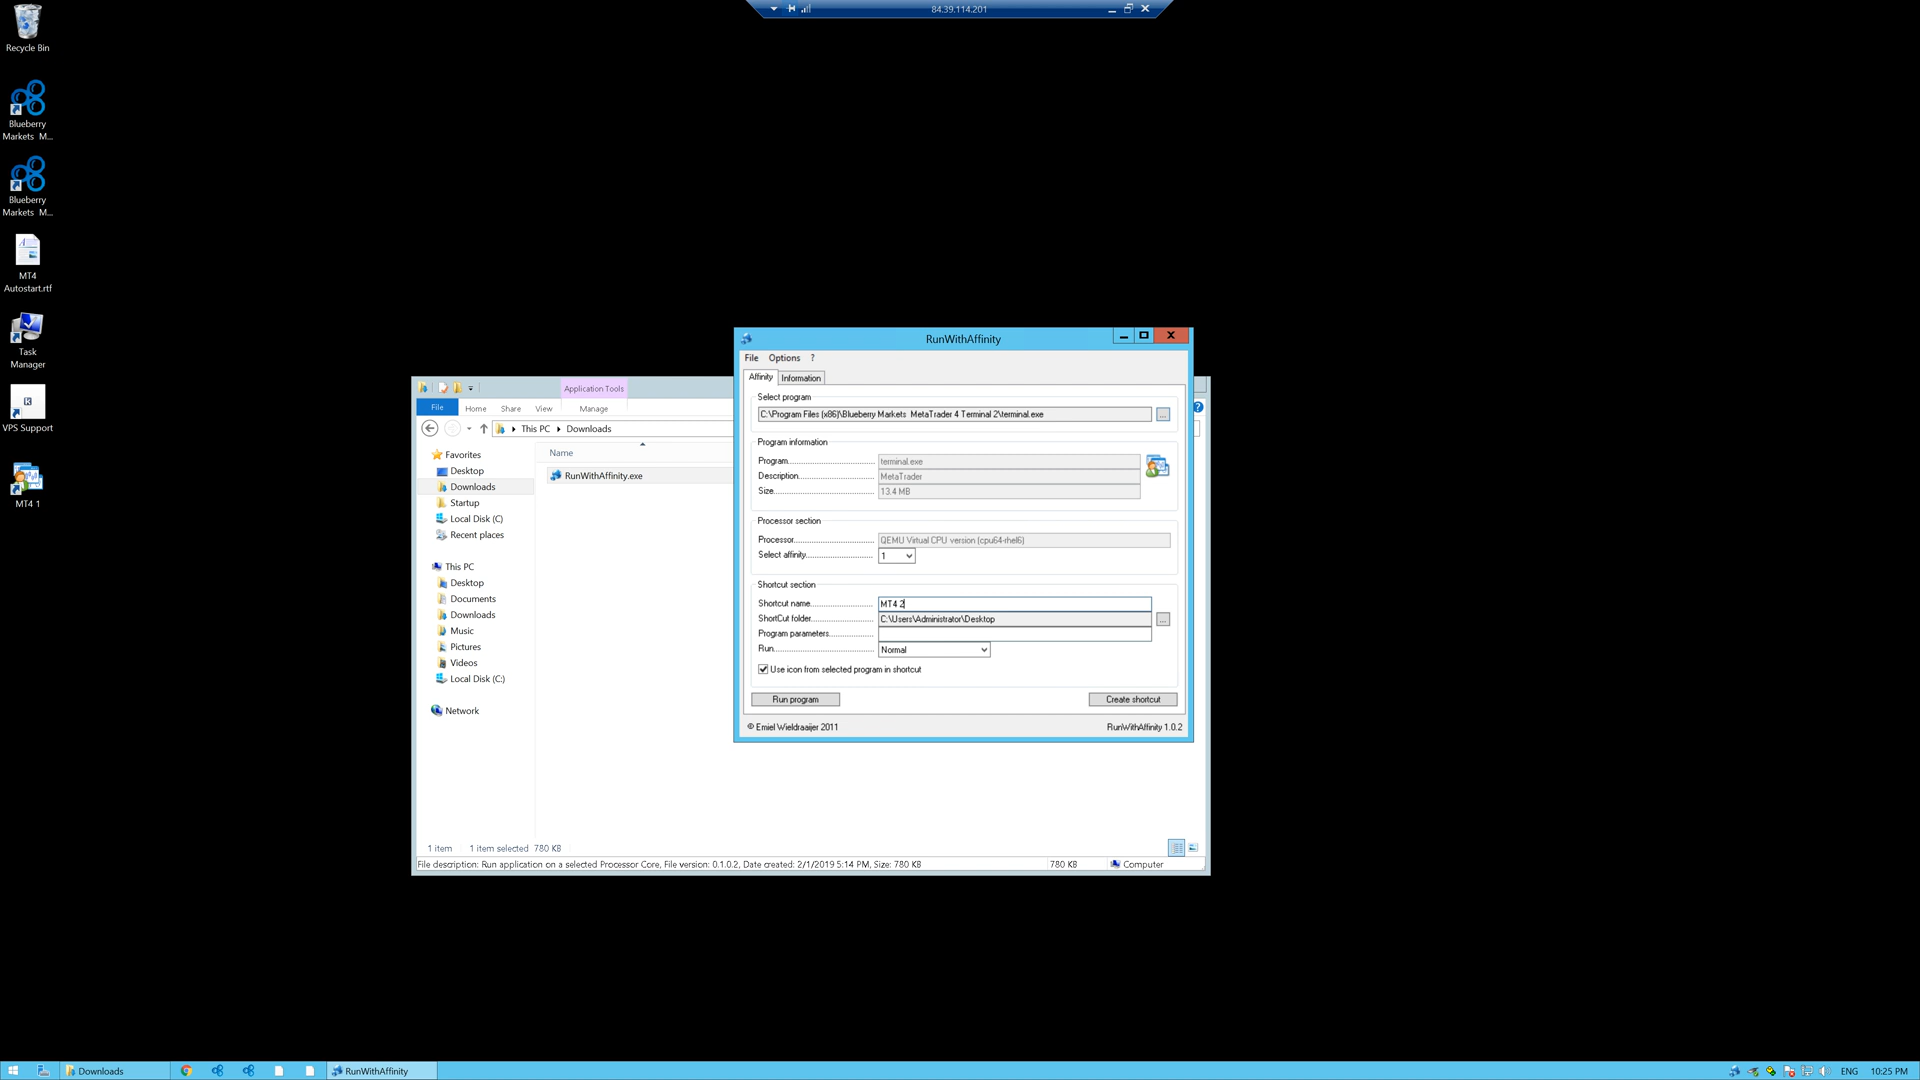 84.39.114.201
Recycle Bin
Blueberry
Markets M...
Blueberry
Markets M...
MT4
Autostart.rtf
Task
Manager
VPS Support
MT4 1
Application Tools
File
Home
Share
View
Manage
This PC
Downloads
Favorites
Desktop
Downloads
Startup
Local Disk (C)
Recent places
This PC
Desktop
Documents
Downloads
Music
Pictures
Videos
Local Disk (C:)
Network
Name
RunWithAffinity.exe
1 item
1 item selected 780 KB
File description: Run application on a selected Processor Core, File version: 0.1.0.2, Date created: 2/1/2019 5:14 PM, Size: 780 KB
780 KB
Computer
RunWithAffinity
File Options ?
Affinity
Information
Select program
C:\Program Files (x86)\Blueberry Markets MetaTrader 4 Terminal 2\terminal.exe
...
Program information
Program
terminal.exe
Description
MetaTrader
Size
13.4 MB
Processor section
Processor
QEMU Virtual CPU version (cpu64-rhel6)
Select affinity
1
Shortcut section
Shortcut name
MT4 2
ShortCut folder
C:\Users\Administrator\Desktop
...
Program parameters
Run
Normal
Use icon from selected program in shortcut
Run program
Create shortcut
© Emiel Wieldraaijer 2011
RunWithAffinity 1.0.2
Downloads
RunWithAffinity
ENG
10:25 PM